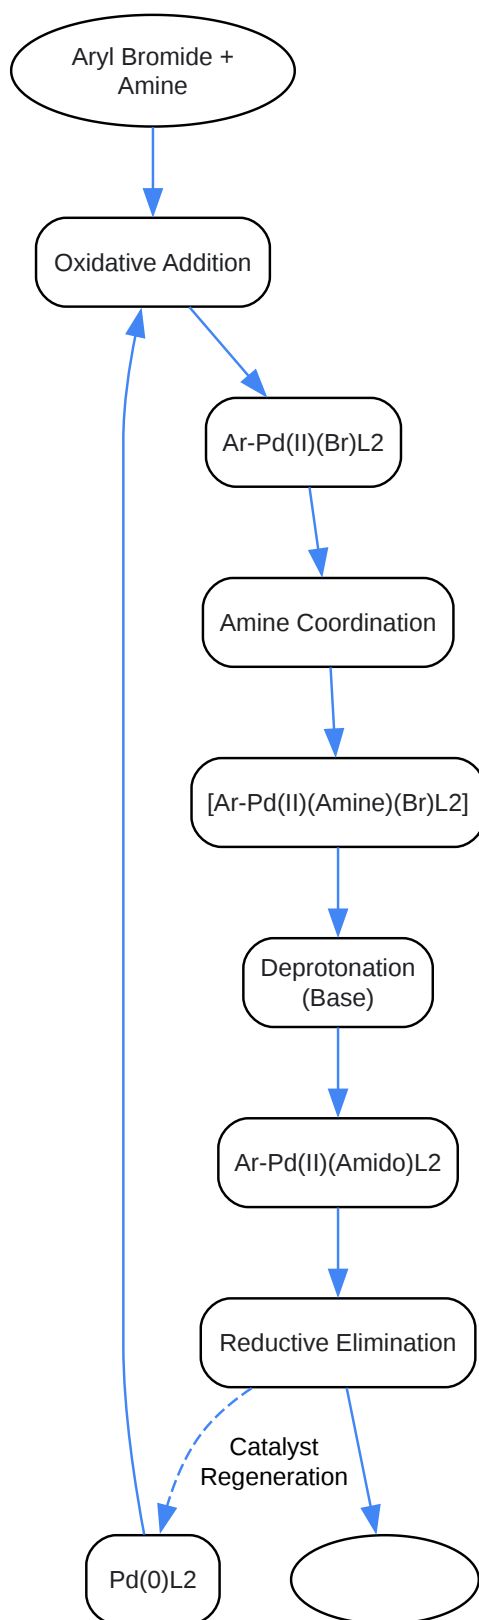 Aryl Bromide +
Amine
Oxidative Addition
Ar-Pd(II)(Br)L2
Amine Coordination
[Ar-Pd(II)(Amine)(Br)L2]
Deprotonation
(Base)
Ar-Pd(II)(Amido)L2
Reductive Elimination
Catalyst
Regeneration
Pd(0)L2